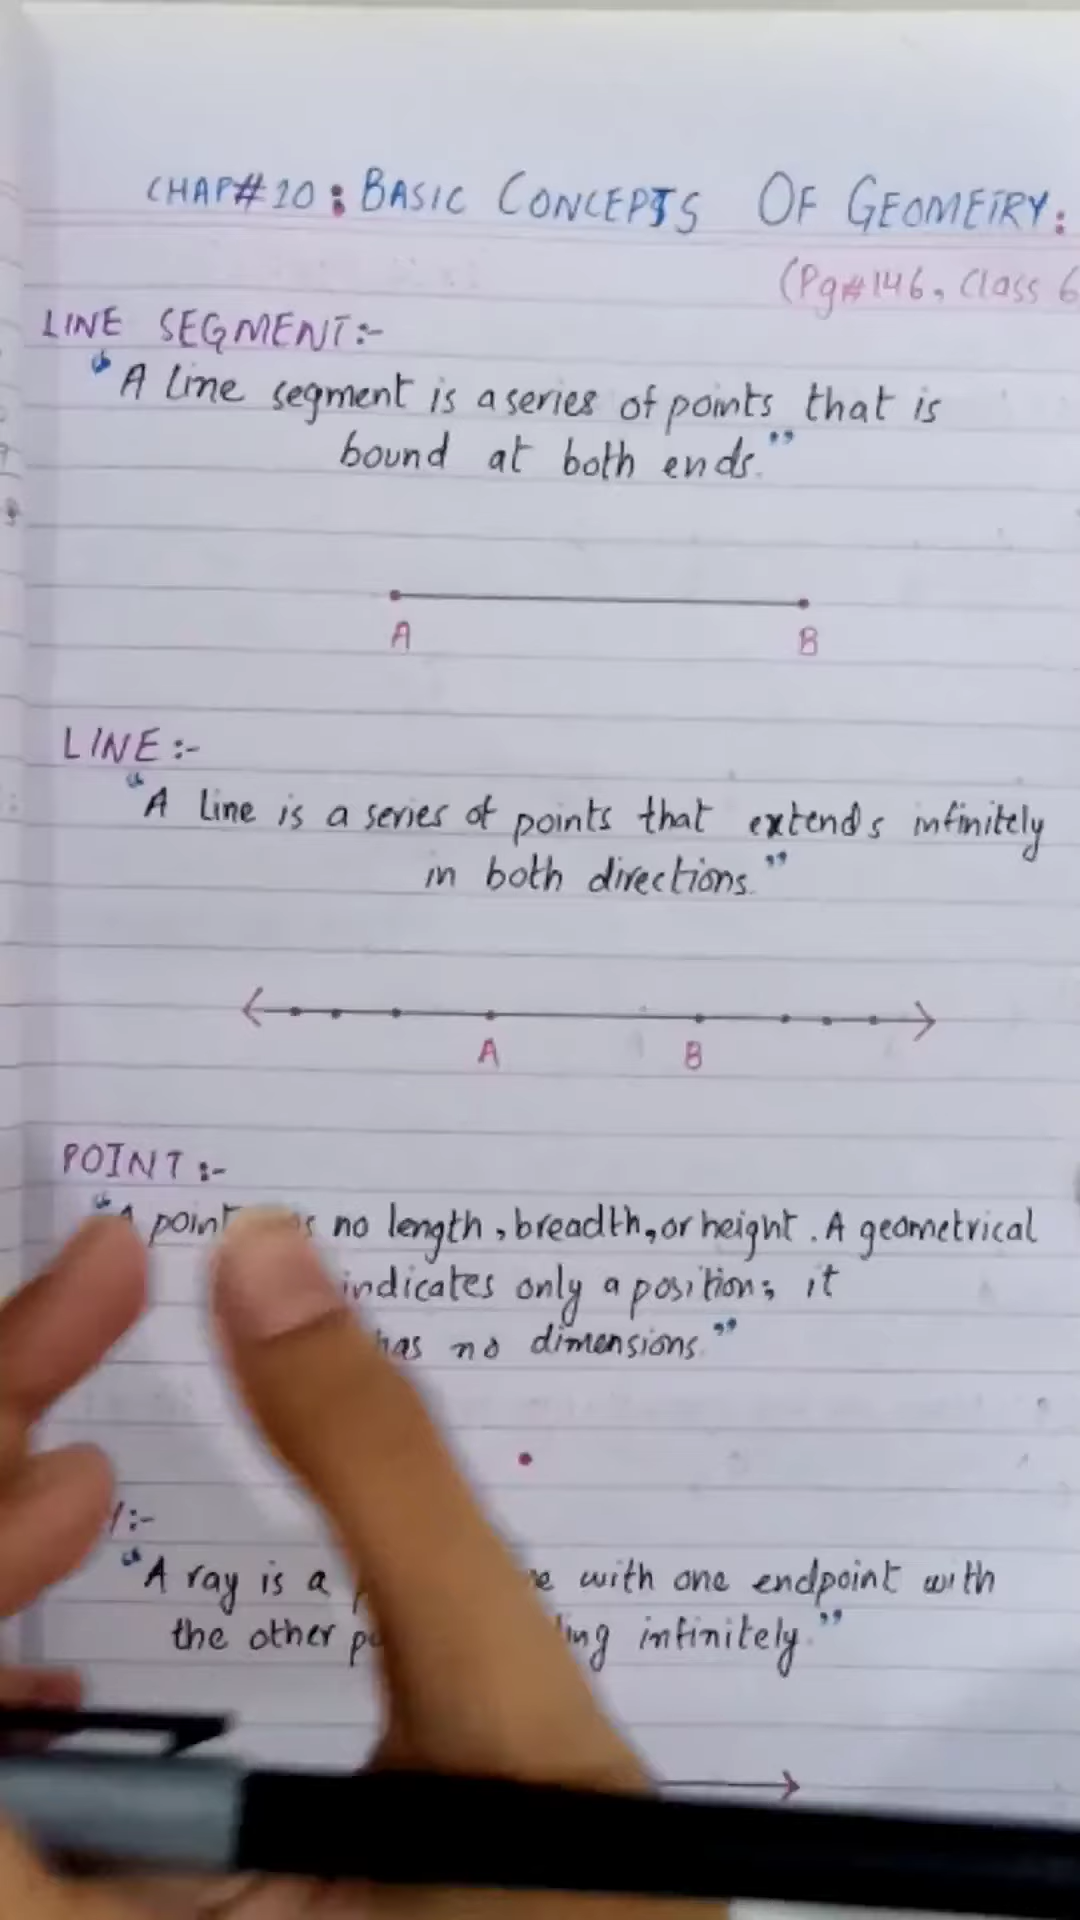 CHAP#10: BASIC CONCEPTS OF GEOMETRY:
(Pg#146, Class 6
LINE SEGMENT:-
"A line segment is a series of points that is
bound at both ends."
A B
LINE:-
"A line is a series of points that extends infinitely
in both directions."
A B
POINT:-
"A point no length, breadth, or height. A geometrical
indicates only a position; it
has no dimensions."
:-
"A ray is a with one endpoint with
the other infinitely."